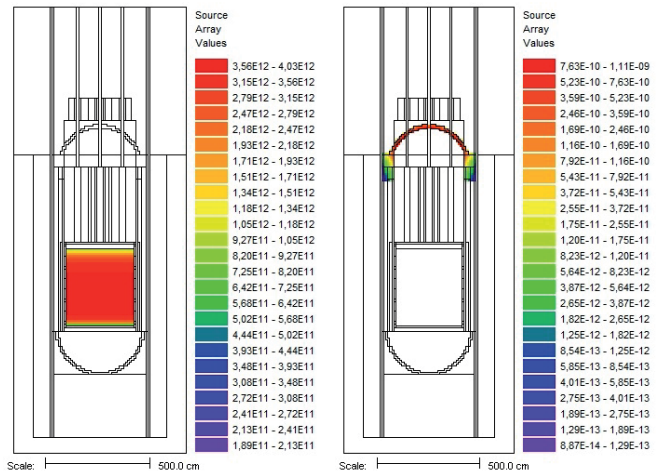 Source
Array
Values
3,56E12 - 4,03E12
3,15E12 - 3,56E12
2,79E12 - 3,15E12
2,47E12 - 2,79E12
2,18E12 - 2,47E12
1,93E12 - 2,18E12
1,71E12 - 1,93E12
1,51E12 - 1,71E12
1,34E12 - 1,51E12
1,18E12 - 1,34E12
1,05E12 - 1,18E12
9,27E11 - 1,05E12
8,20E11 - 9,27E11
7,25E11 - 8,20E11
6,42E11 - 7,25E11
5,68E11 - 6,42E11
5,02E11 - 5,68E11
4,44E11 - 5,02E11
3,93E11 - 4,44E11
3,48E11 - 3,93E11
3,08E11 - 3,48E11
2,72E11 - 3,08E11
2,41E11 - 2,72E11
2,13E11 - 2,41E11
1,89E11 - 2,13E11
Scale:
500.0 cm
Source
Array
Values
7,63E-10 - 1,11E-09
5,23E-10 - 7,63E-10
3,59E-10 - 5,23E-10
2,46E-10 - 3,59E-10
1,69E-10 - 2,46E-10
1,16E-10 - 1,69E-10
7,92E-11 - 1,16E-10
5,43E-11 - 7,92E-11
3,72E-11 - 5,43E-11
2,55E-11 - 3,72E-11
1,75E-11 - 2,55E-11
1,20E-11 - 1,75E-11
8,23E-12 - 1,20E-11
5,64E-12 - 8,23E-12
3,87E-12 - 5,64E-12
2,65E-12 - 3,87E-12
1,82E-12 - 2,65E-12
1,25E-12 - 1,82E-12
8,54E-13 - 1,25E-12
5,85E-13 - 8,54E-13
4,01E-13 - 5,85E-13
2,75E-13 - 4,01E-13
1,89E-13 - 2,75E-13
1,29E-13 - 1,89E-13
8,87E-14 - 1,29E-13
Scale:
500.0 cm